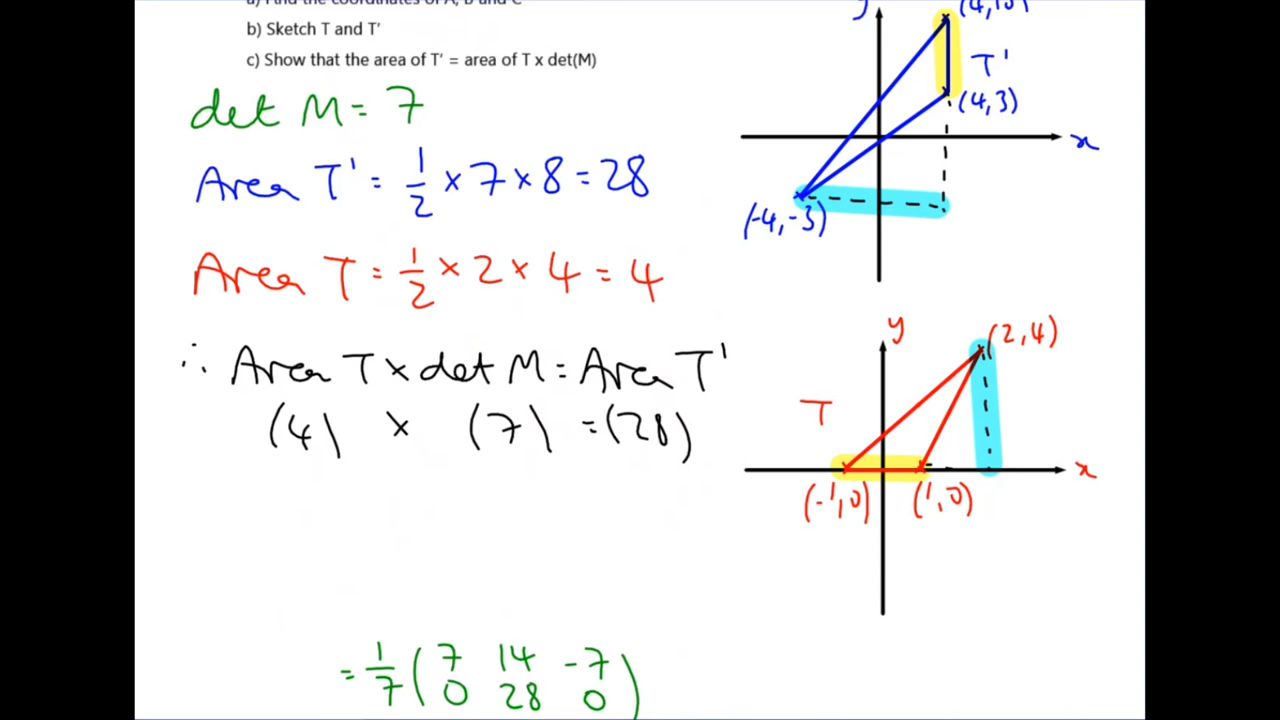 b) Sketch T and T'
c) Show that the area of T' = area of T x det(M)
det M = 7
Area T' = 1/2 × 7 × 8 = 28
Area T = 1/2 × 2 × 4 = 4
∴ Area T × det M = Area T'
(4) × (7) = (28)
= 1/7 ( 7 14 -7
0 28 0 )
y
(4,10)
T'
(4,3)
x
(-4,-3)
y
(2,4)
T
x
(-1,0) (1,0)